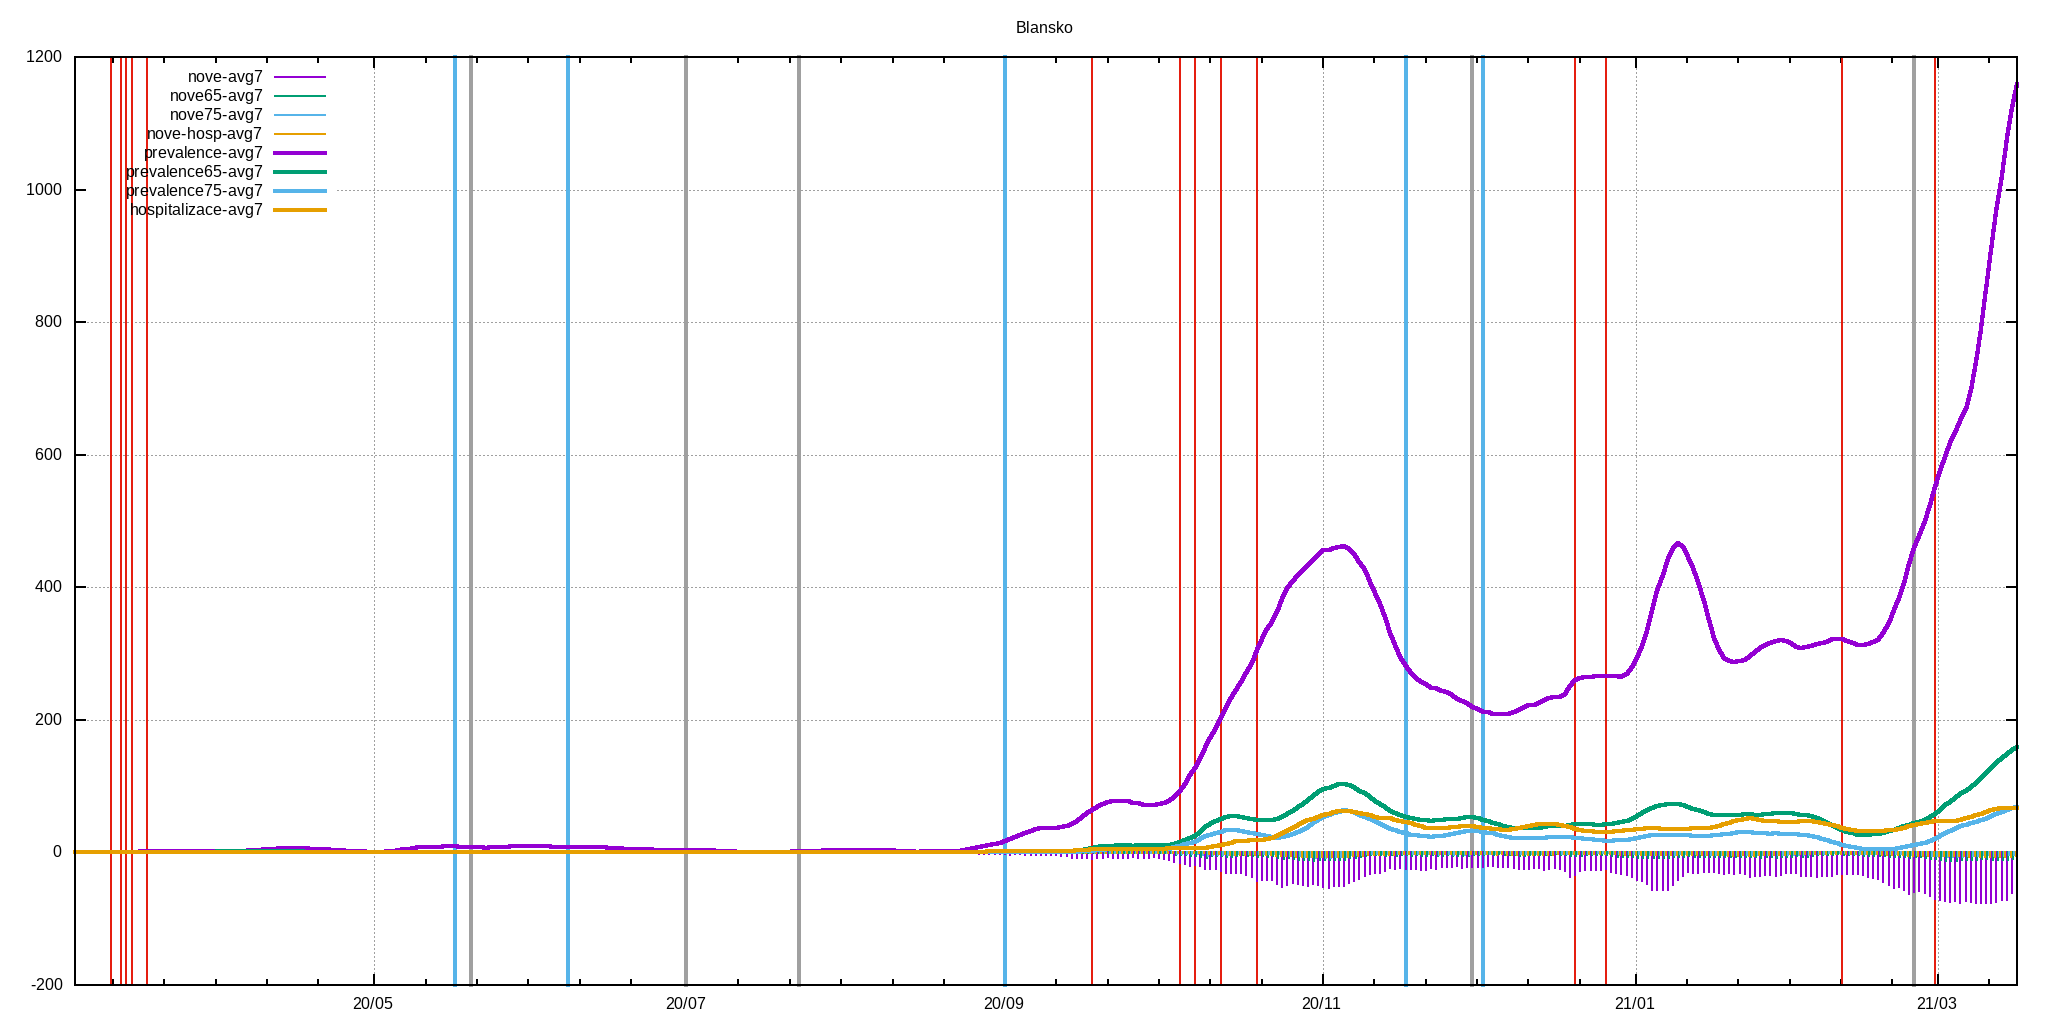 Blansko
1200
1000
800
600
400
200
0
-200
nove-avg7
nove65-avg7
nove75-avg7
nove-hosp-avg7
prevalence-avg7
prevalence65-avg7
prevalence75-avg7
hospitalizace-avg7
20/05 20/07 20/09 20/11 21/01 21/03